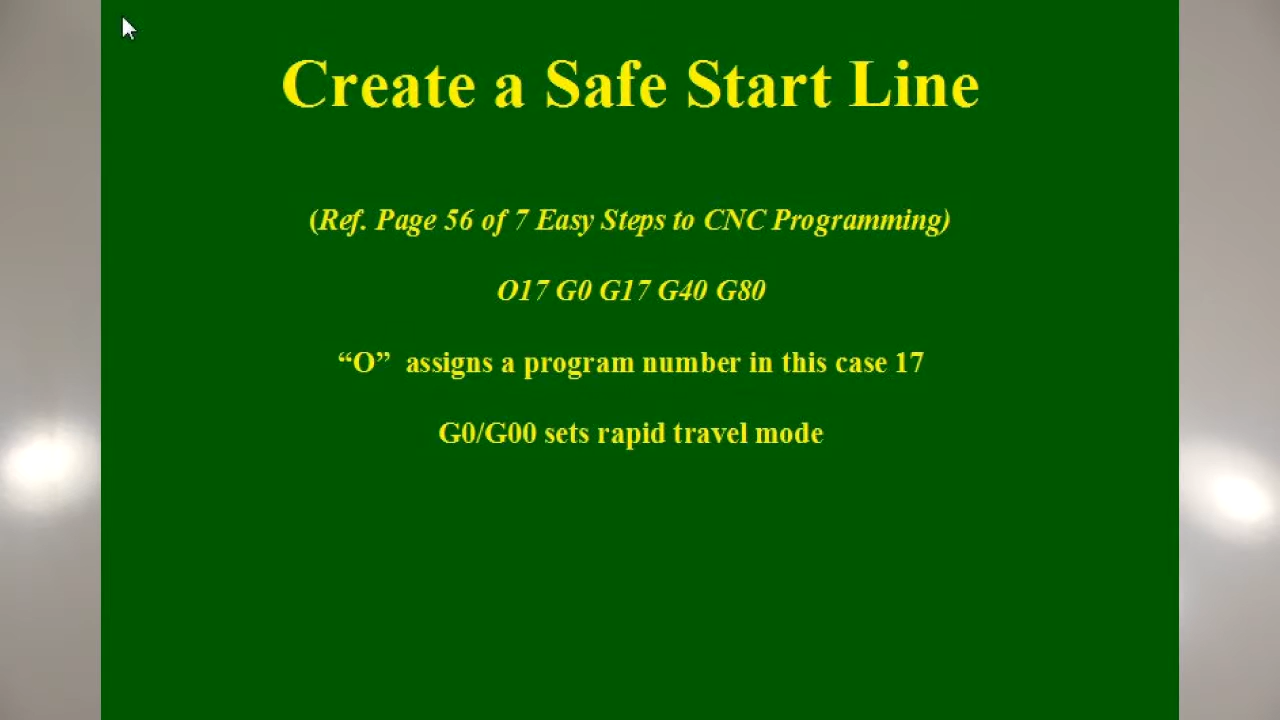 Create a Safe Start Line
(Ref. Page 56 of 7 Easy Steps to CNC Programming)
O17 G0 G17 G40 G80
“O” assigns a program number in this case 17
G0/G00 sets rapid travel mode